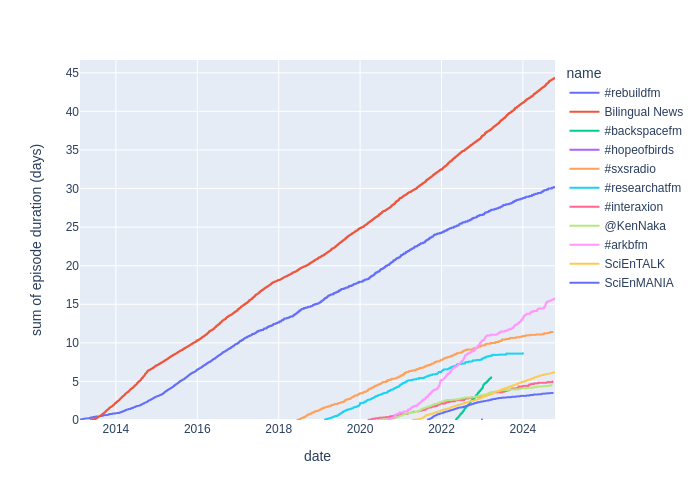 sum of episode duration (days)
45
40
35
30
25
20
15
10
5
0
2014 2016 2018 2020 2022 2024
date
name
#rebuildfm
Bilingual News
#backspacefm
#hopeofbirds
#sxsradio
#researchatfm
#interaxion
@KenNaka
#arkbfm
SciEnTALK
SciEnMANIA